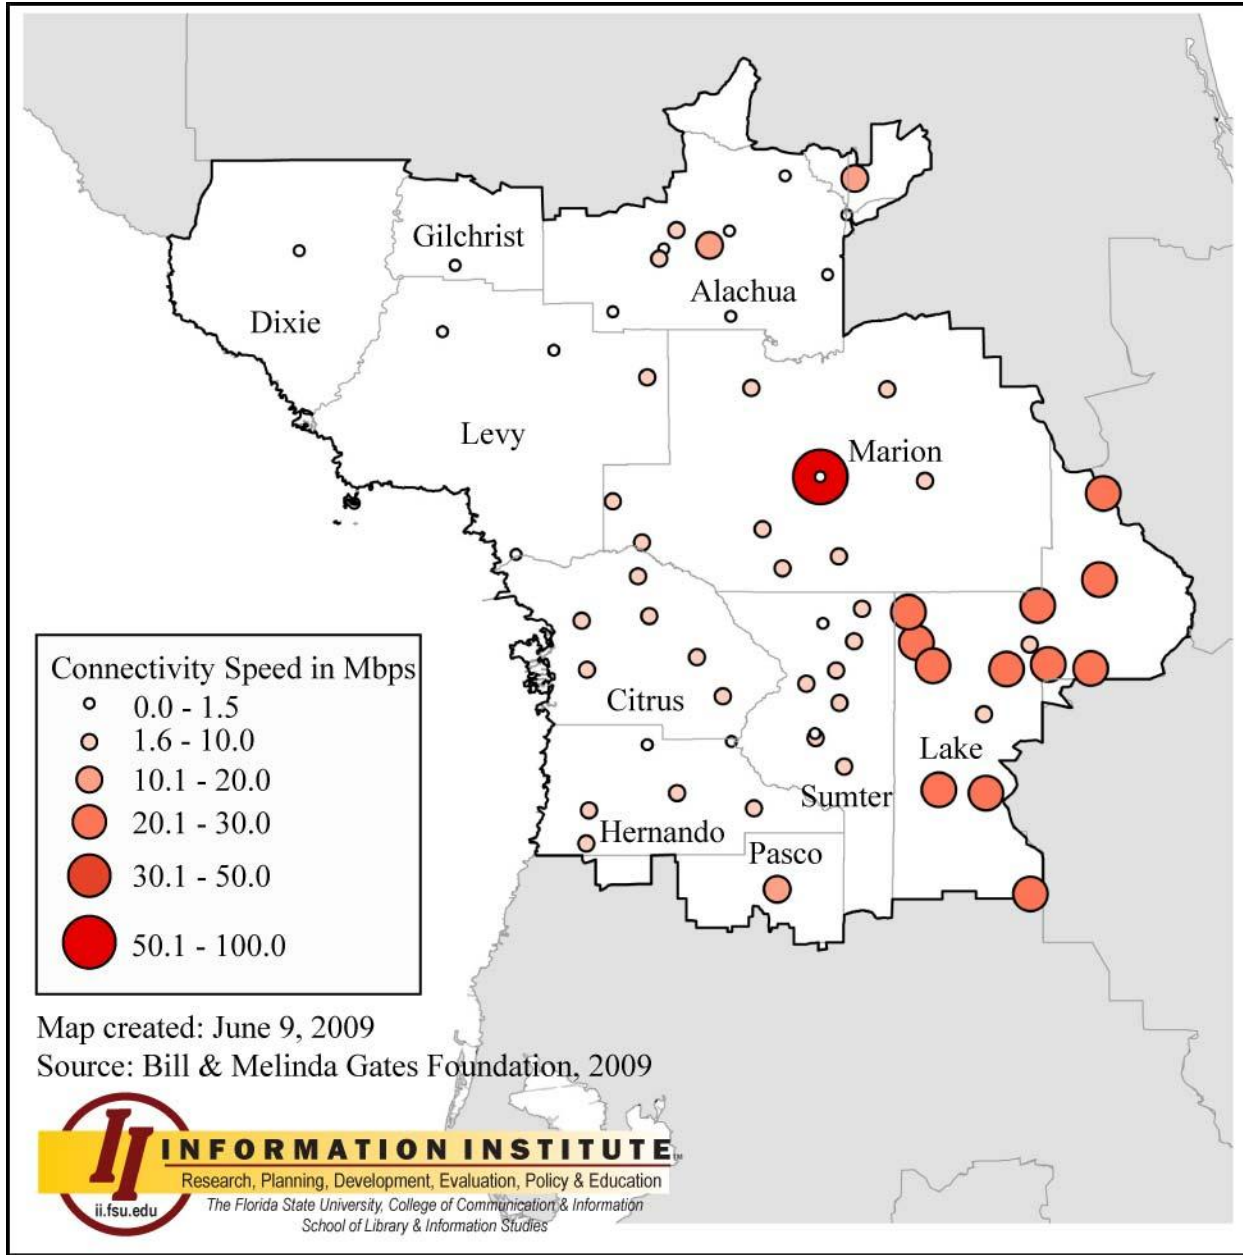 Gilchrist
Dixie
Alachua
Levy
Marion
Citrus
Lake
Sumter
Hernando
Pasco
Connectivity Speed in Mbps
0.0 - 1.5
1.6 - 10.0
10.1 - 20.0
20.1 - 30.0
30.1 - 50.0
50.1 - 100.0
Map created: June 9, 2009
Source: Bill & Melinda Gates Foundation, 2009
II
ii.fsu.edu
INFORMATION INSTITUTE™
Research, Planning, Development, Evaluation, Policy & Education
The Florida State University, College of Communication & Information
School of Library & Information Studies